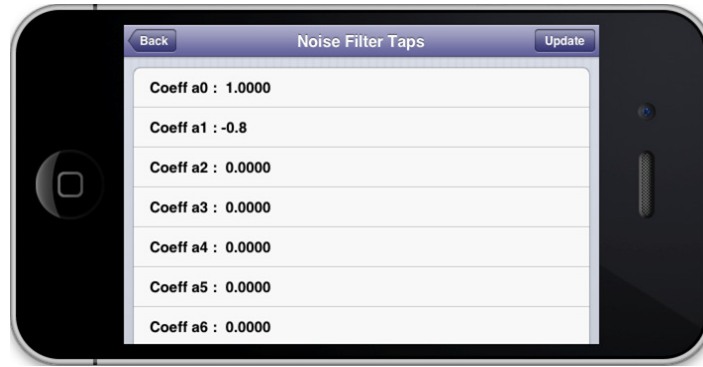 Back Noise Filter Taps Update
Coeff a0 : 1.0000
Coeff a1 : -0.8
Coeff a2 : 0.0000
Coeff a3 : 0.0000
Coeff a4 : 0.0000
Coeff a5 : 0.0000
Coeff a6 : 0.0000